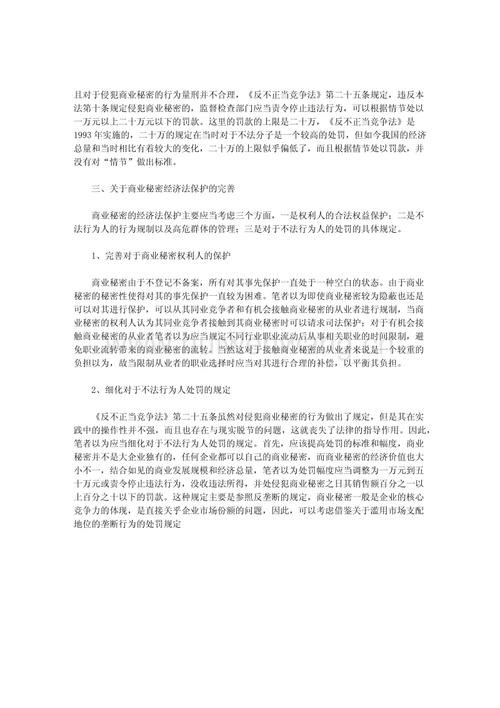 且对于侵犯商业秘密的行为量刑并不合理，《反不正当竞争法》第二十五条规定，违反本
法第十条规定侵犯商业秘密的，监督检查部门应当责令停止违法行为，可以根据情节处以
一万元以上二十万元以下的罚款。这里的罚款的上限是二十万，《反不正当竞争法》是
1993年实施的，二十万的规定在当时对于不法分子是一个较高的处罚，但如今我国的经济
总量和当时相比有着较大的变化，二十万的上限似乎偏低了，而且根据情节处以罚款，并
没有对“情节”做出标准。
三、关于商业秘密经济法保护的完善
商业秘密的经济法保护主要应当考虑三个方面，一是权利人的合法权益保护；二是不
法行为人的行为规制以及高危群体的管理；三是对于不法行为人的处罚的具体规定。
1、完善对于商业秘密权利人的保护
商业秘密由于不登记不备案，所有对其事先保护一直处于一种空白的状态。由于商业
秘密的秘密性使得对其的事先保护一直较为困难。笔者以为即使商业秘密较为隐蔽也还是
可以对其进行保护，可以从其同业竞争者和有机会接触商业秘密的从业者进行规制，当商
业秘密的权利人认为其同业竞争者接触到其商业秘密时可以请求司法保护；对于有机会接
触商业秘密的从业者笔者以为应当规定不同行业职业流动后从事相关职业的时间限制，避
免职业流转带来的商业秘密的流转。当然这对于接触商业秘密的从业者来说是一个较重的
负担以为，故当限制从业者的职业选择时应当对其进行合理的补偿，以平衡其负担。
2、细化对于不法行为人处罚的规定
《反不正当竞争法》第二十五条虽然对侵犯商业秘密的行为做出了规定，但是其在实
践中的操作性并不强，而且也存在与现实脱节的问题，这就丧失了法律的指导作用。因此，
笔者以为应当细化对于不法行为人处罚的规定。首先，应该提高处罚的标准和幅度，商业
秘密并不是大企业独有的，任何企业都可以自己的商业秘密，而商业秘密的经济价值也大
小不一，结合如见的商业发展规模和经济总量，笔者以为处罚幅度应当调整为一万元到五
十万元或责令停止违法行为，没收违法所得，并处侵犯商业秘密之日其销售额百分之一以
上百分之十以下的罚款。这种规定主要是参照反垄断的规定，商业秘密一般是企业的核心
竞争力的体现，是直接关乎企业市场份额的问题，因此，可以考虑借鉴关于滥用市场支配
地位的垄断行为的处罚规定